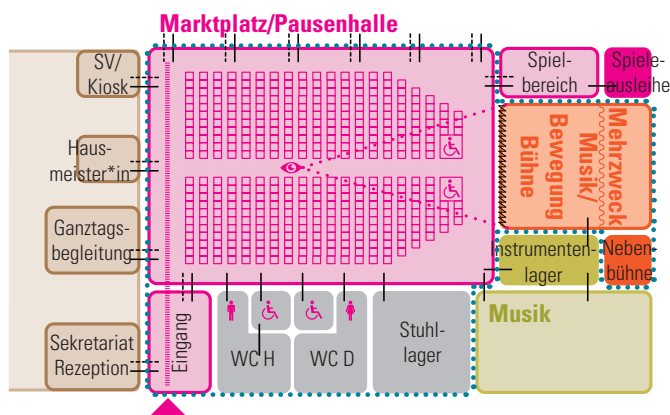 Marktplatz/Pausenhalle
SV/
Kiosk
Haus-
meister*in
Ganztags-
begleitung
Sekretariat
Rezeption
Eingang
WC H
WC D
Stuhl-
lager
Spiel-
bereich
Spiele-
ausleihe
Mehrzweck
Musik/
Bewegung
Bühne
Instrumenten-
lager
Neben-
bühne
Musik